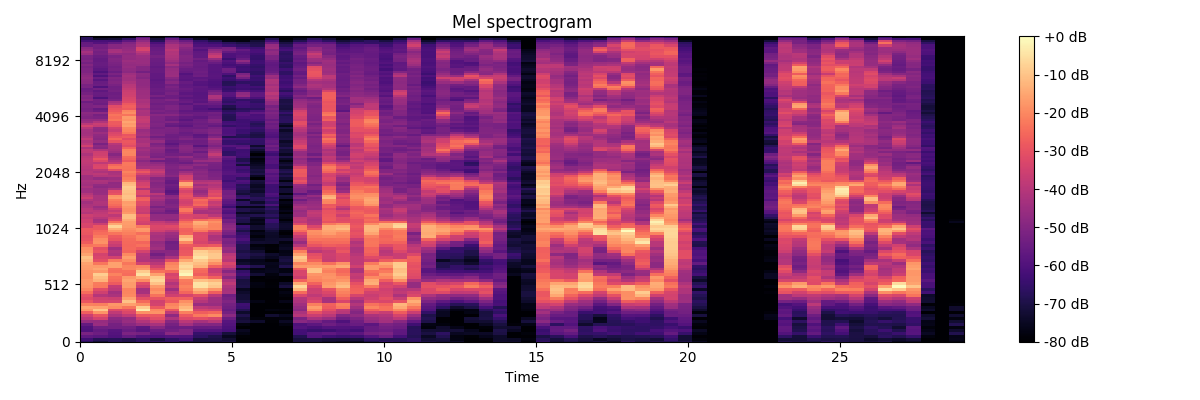 Mel spectrogram
Hz
8192
4096
2048
1024
512
0
0 5 10 15 20 25
Time
+0 dB
-10 dB
-20 dB
-30 dB
-40 dB
-50 dB
-60 dB
-70 dB
-80 dB